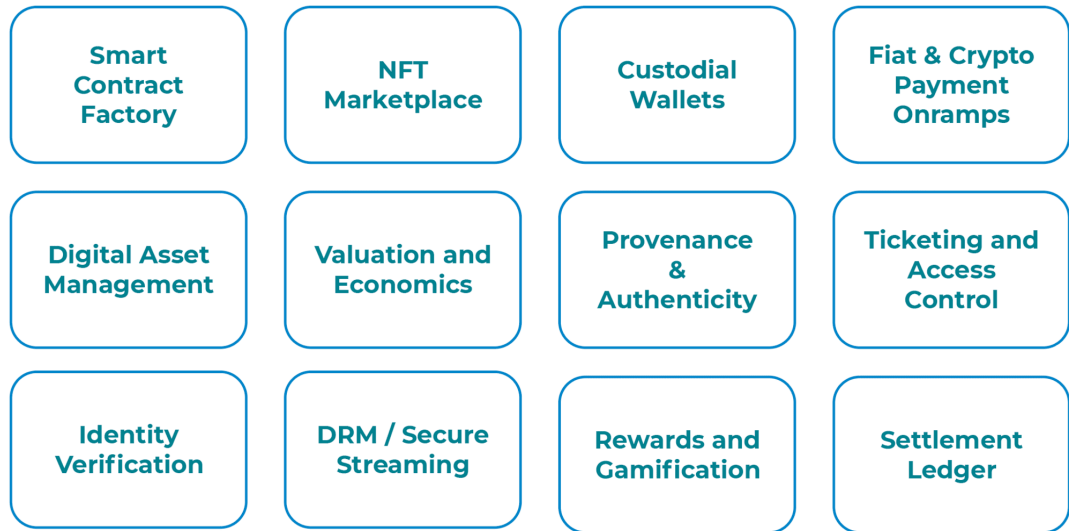 Smart
Contract
Factory
NFT
Marketplace
Custodial
Wallets
Fiat & Crypto
Payment
Onramps
Digital Asset
Management
Valuation and
Economics
Provenance
&
Authenticity
Ticketing and
Access
Control
Identity
Verification
DRM / Secure
Streaming
Rewards and
Gamification
Settlement
Ledger